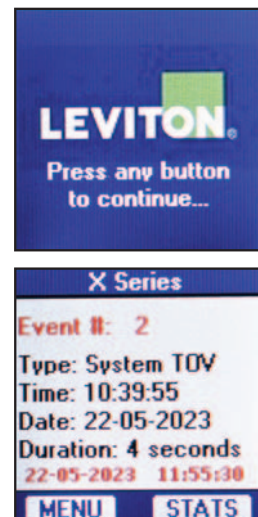 LEVITON®
Press any button
to continue...
X Series
Event #: 2
Type: System TOV
Time: 10:39:55
Date: 22-05-2023
Duration: 4 seconds
22-05-2023 11:55:30
MENU STATS